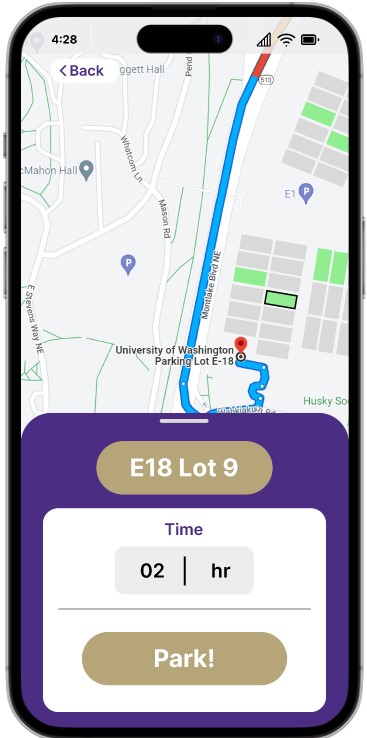 4:28
Back
ggett Hall
Pend
513
cMahon Hall
Whatcom Ln
E1
P
Mason Rd
P
Montlake Blvd NE
E Stevens Way NE
University of Washington
Parking Lot E-18
Husky So
E18 Lot 9
Time
02 | hr
Park!